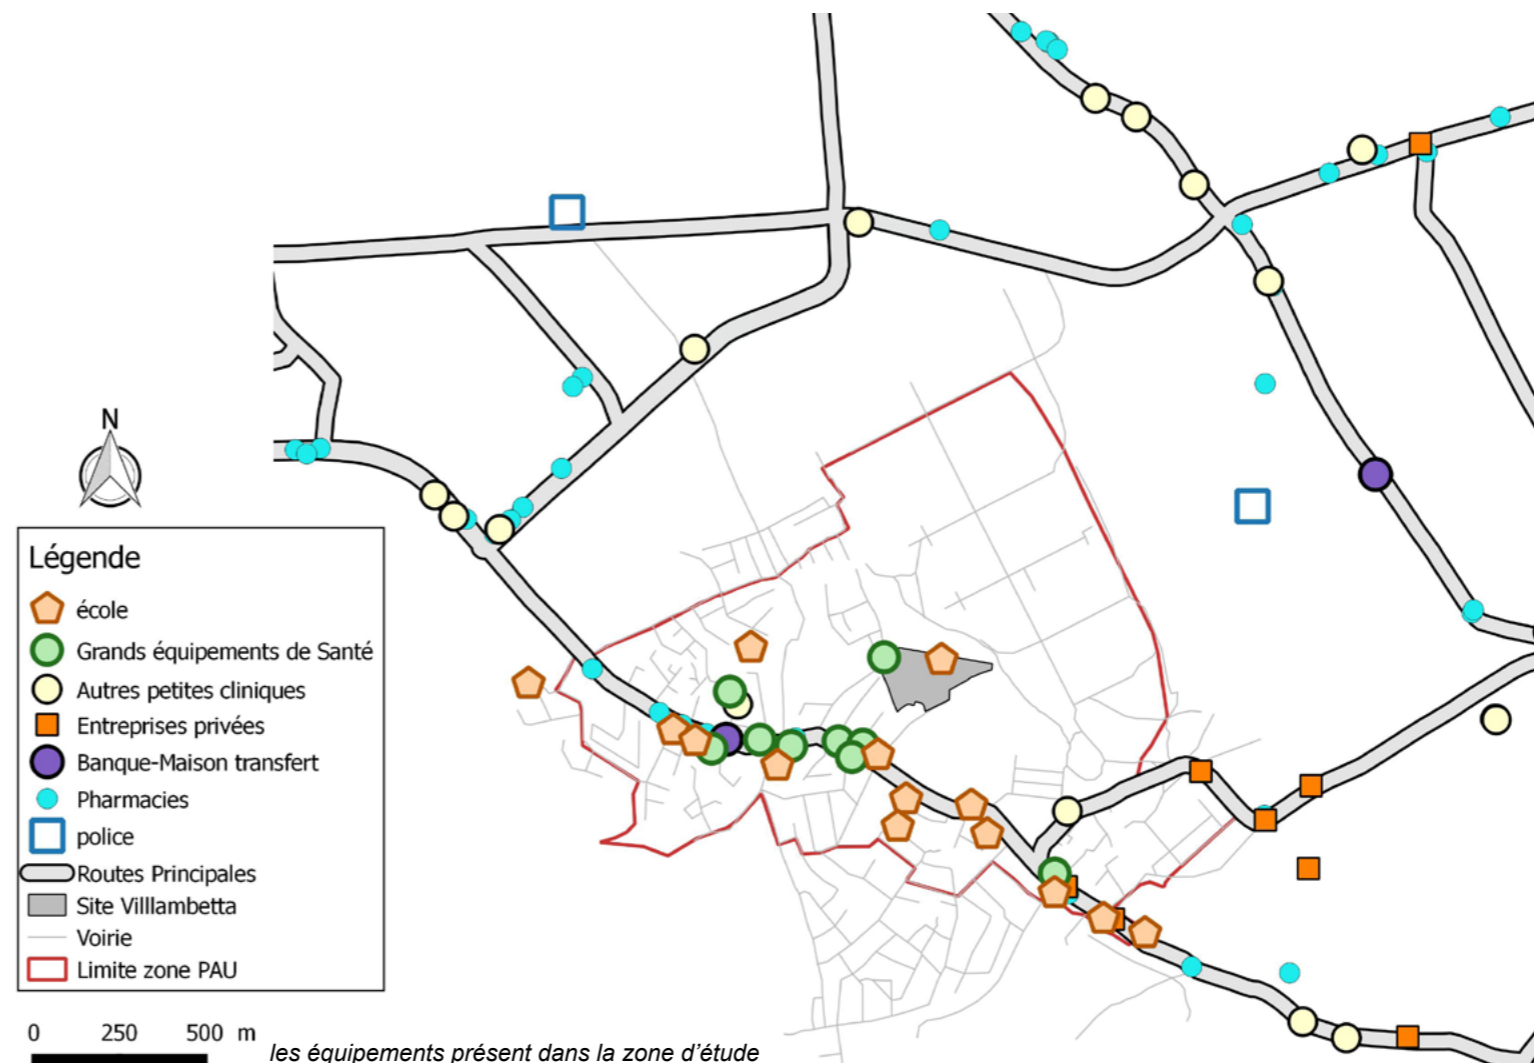 N
Légende
école
Grands équipements de Santé
Autres petites cliniques
Entreprises privées
Banque-Maison transfert
Pharmacies
police
Routes Principales
Site Villlambetta
Voirie
Limite zone PAU
0 250 500 m
les équipements présent dans la zone d'étude